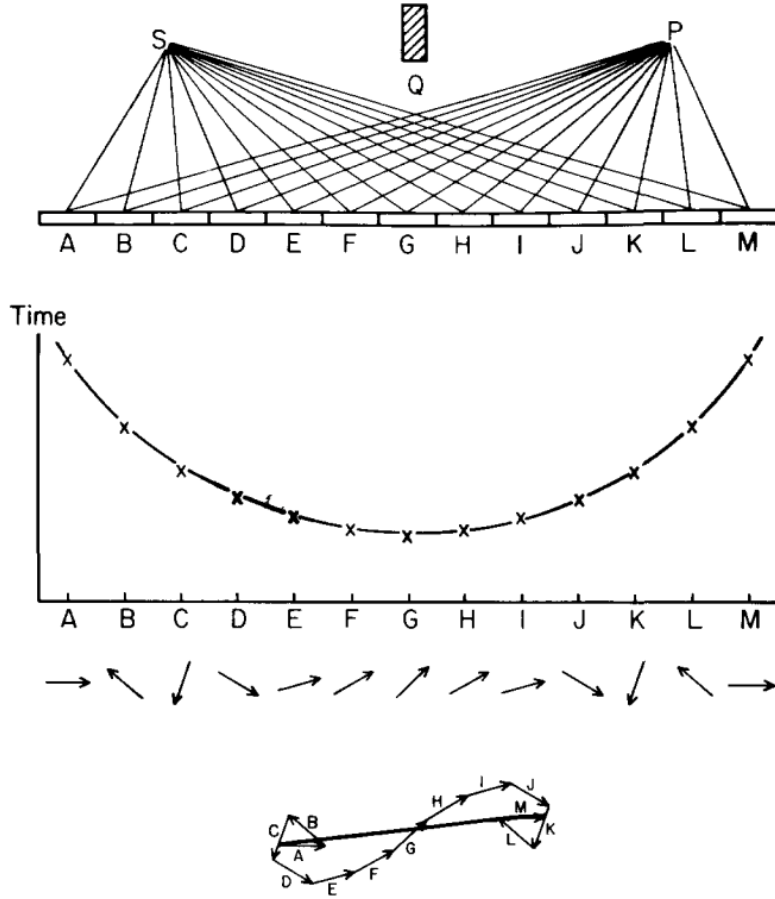 S P
Q
A B C D E F G H I J K L M
Time
A B C D E F G H I J K L M
I J
H
B M
C K
A L
G
D E F